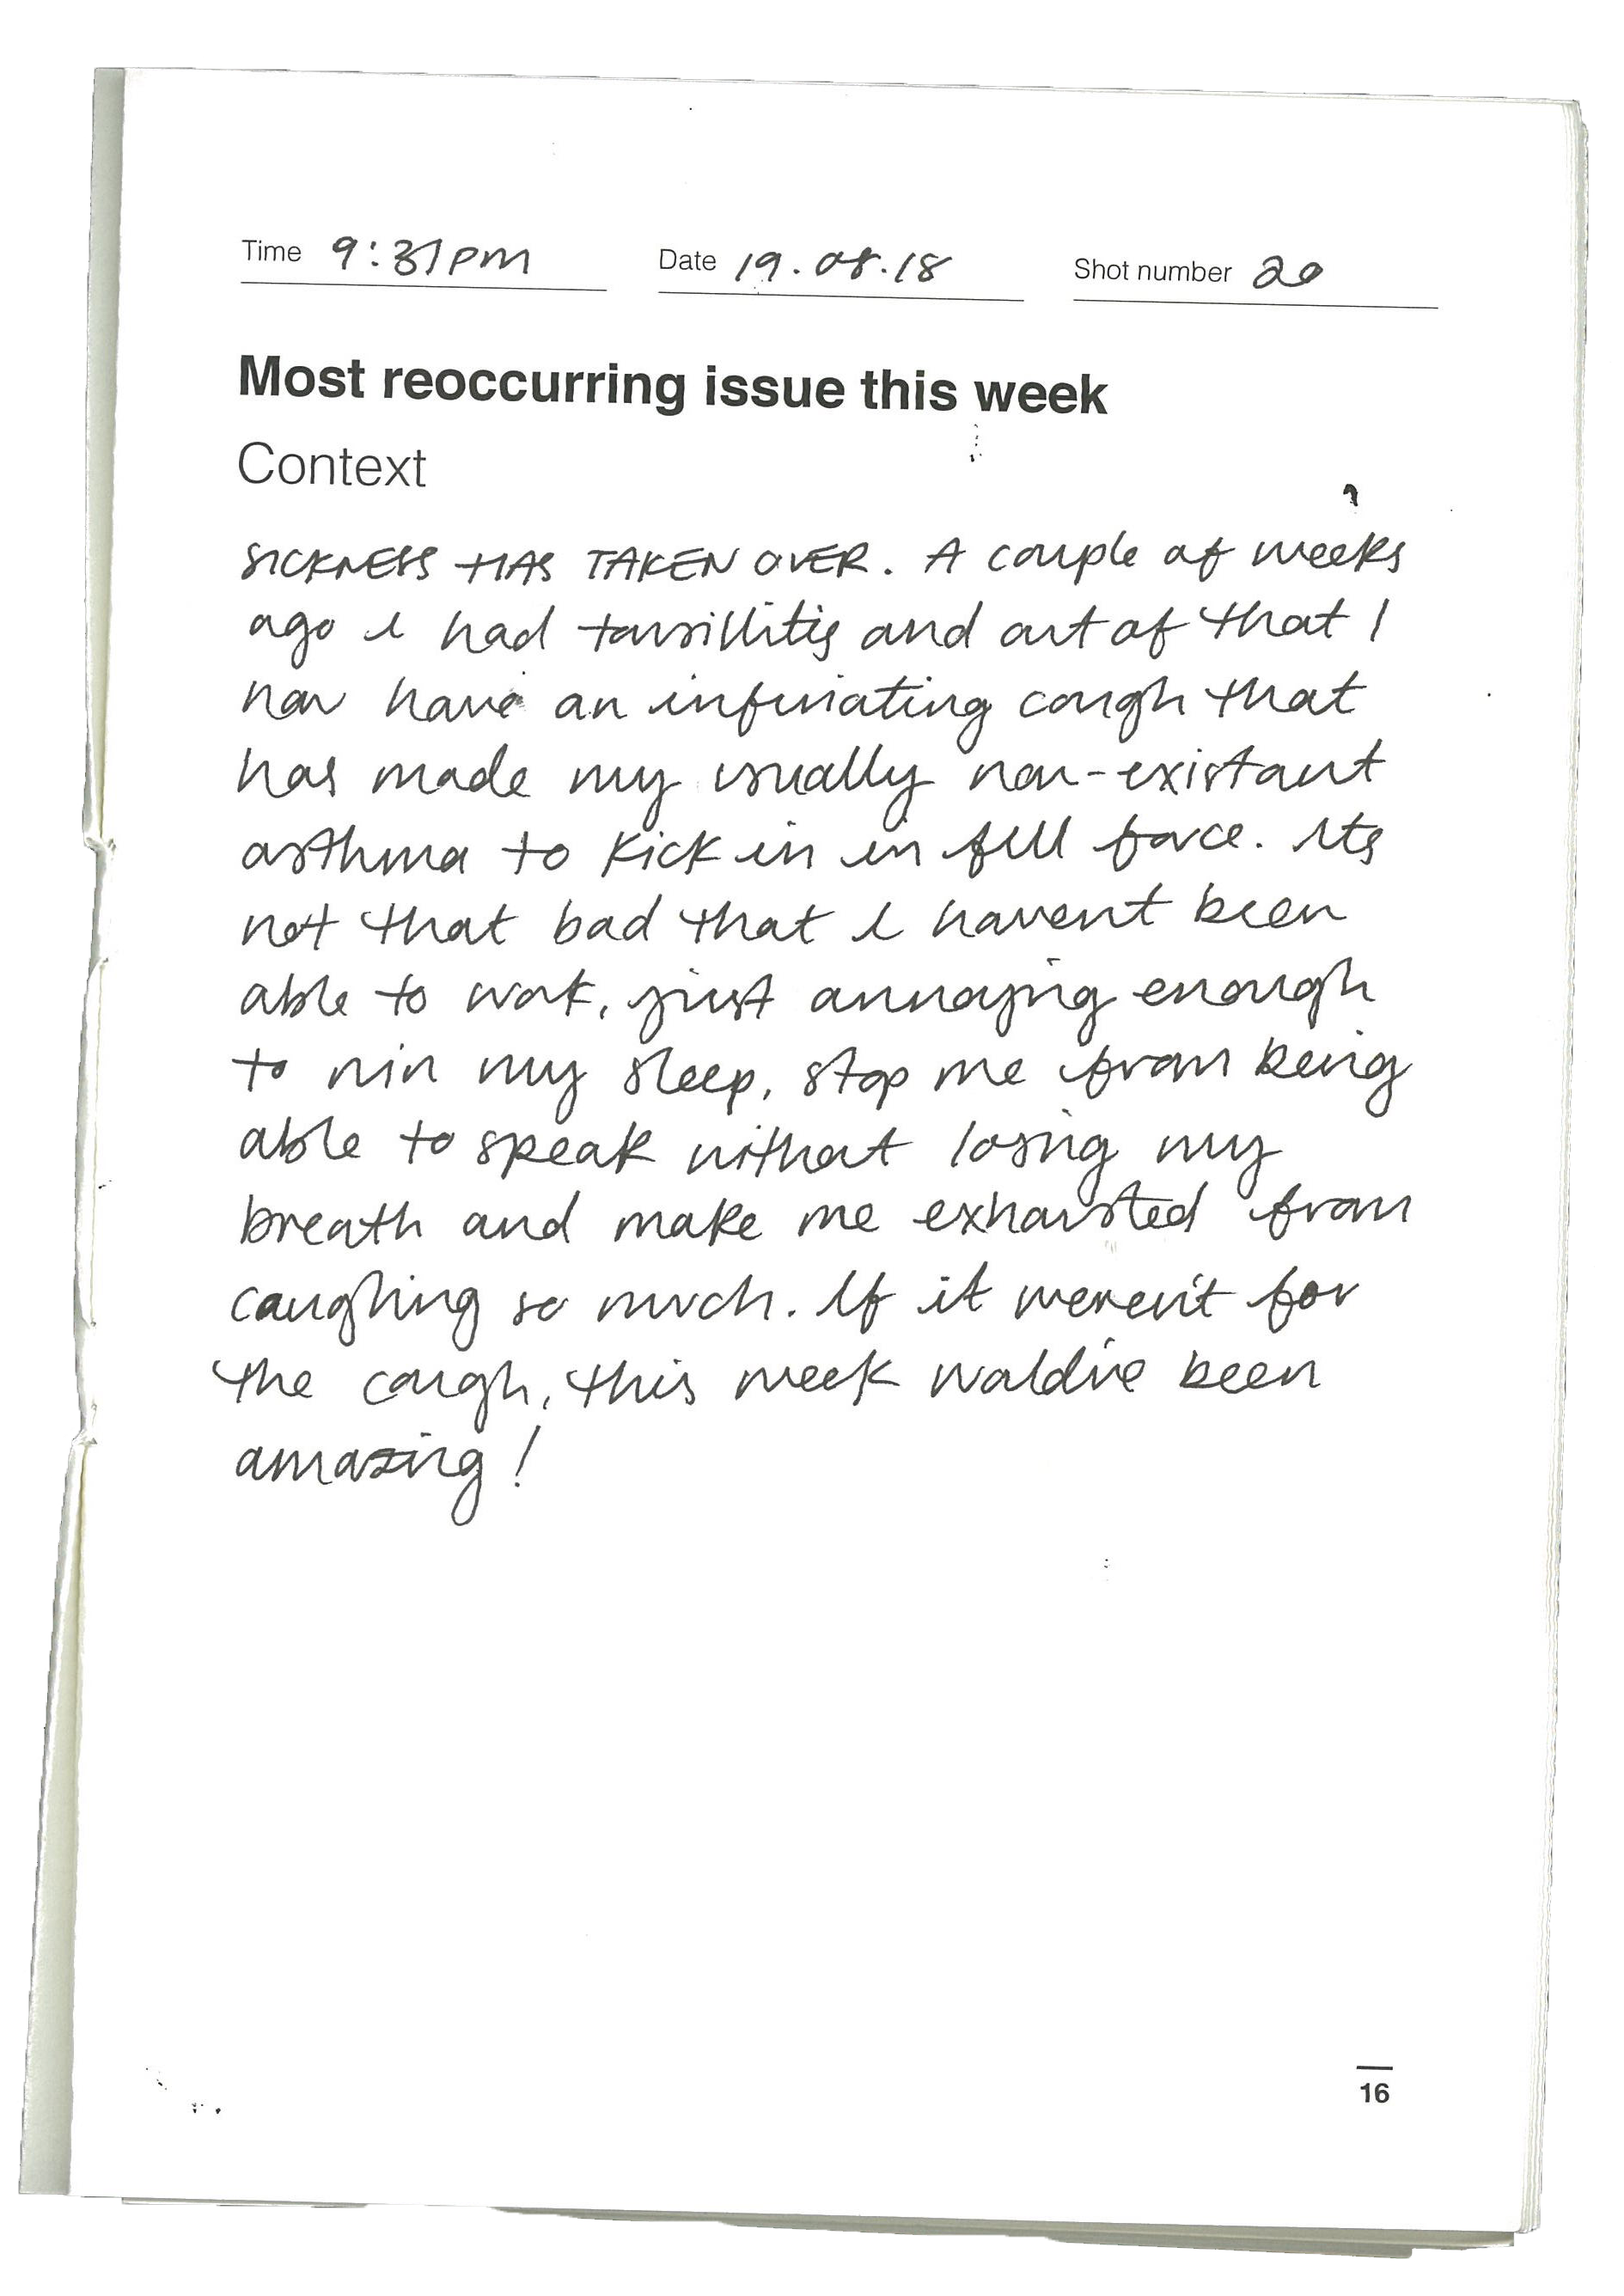 Time 9:31pm Date 19.08.18 Shot number 20
Most reoccurring issue this week
Context
SICKNESS HAS TAKEN OVER. A couple of weeks
ago i had tonsillitis and out of that I
now have an infuriating cough that
has made my usually non-existant
asthma to kick in in full force. Its
not that bad that i havent been
able to work, just annoying enough
to ruin my sleep, stop me from being
able to speak without losing my
breath and make me exhausted from
coughing so much. If it weren't for
the cough, this week would've been
amazing!
16